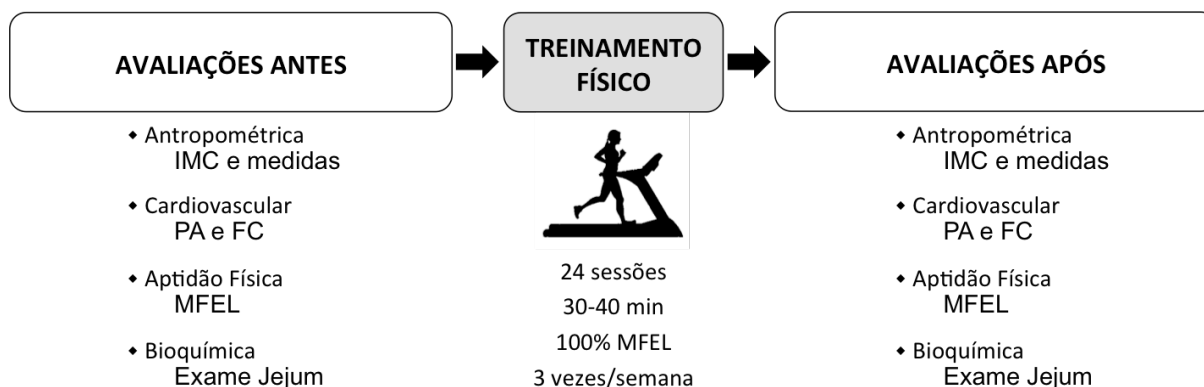 AVALIAÇÕES ANTES
◆ Antropométrica
IMC e medidas
◆ Cardiovascular
PA e FC
◆ Aptidão Física
MFEL
◆ Bioquímica
Exame Jejum
TREINAMENTO
FÍSICO
24 sessões
30-40 min
100% MFEL
3 vezes/semana
AVALIAÇÕES APÓS
◆ Antropométrica
IMC e medidas
◆ Cardiovascular
PA e FC
◆ Aptidão Física
MFEL
◆ Bioquímica
Exame Jejum